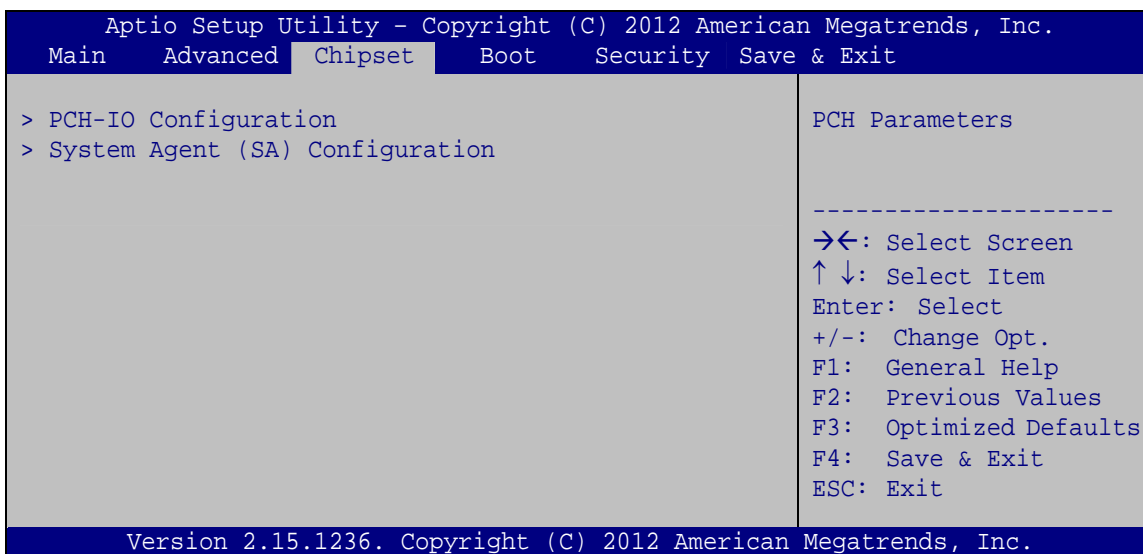 Aptio Setup Utility – Copyright (C) 2012 American Megatrends, Inc.
Main Advanced Chipset Boot Security Save & Exit
> PCH-IO Configuration
> System Agent (SA) Configuration
PCH Parameters
---------------------
→←: Select Screen
↑ ↓: Select Item
Enter: Select
+/-: Change Opt.
F1: General Help
F2: Previous Values
F3: Optimized Defaults
F4: Save & Exit
ESC: Exit
Version 2.15.1236. Copyright (C) 2012 American Megatrends, Inc.